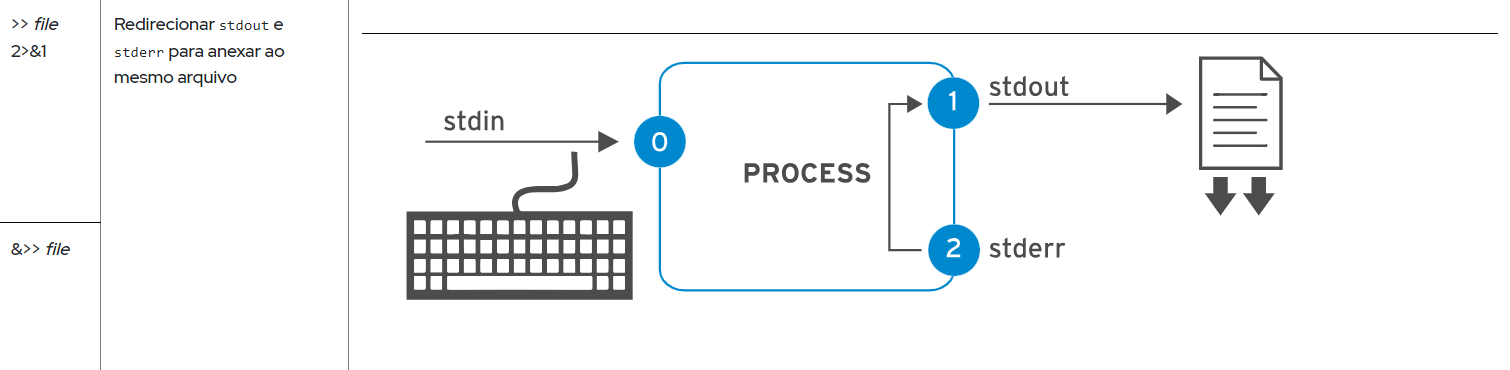 >> file
2>&1
Redirecionar stdout e
stderr para anexar ao
mesmo arquivo
&>> file
stdin
0
PROCESS
1
stdout
2
stderr